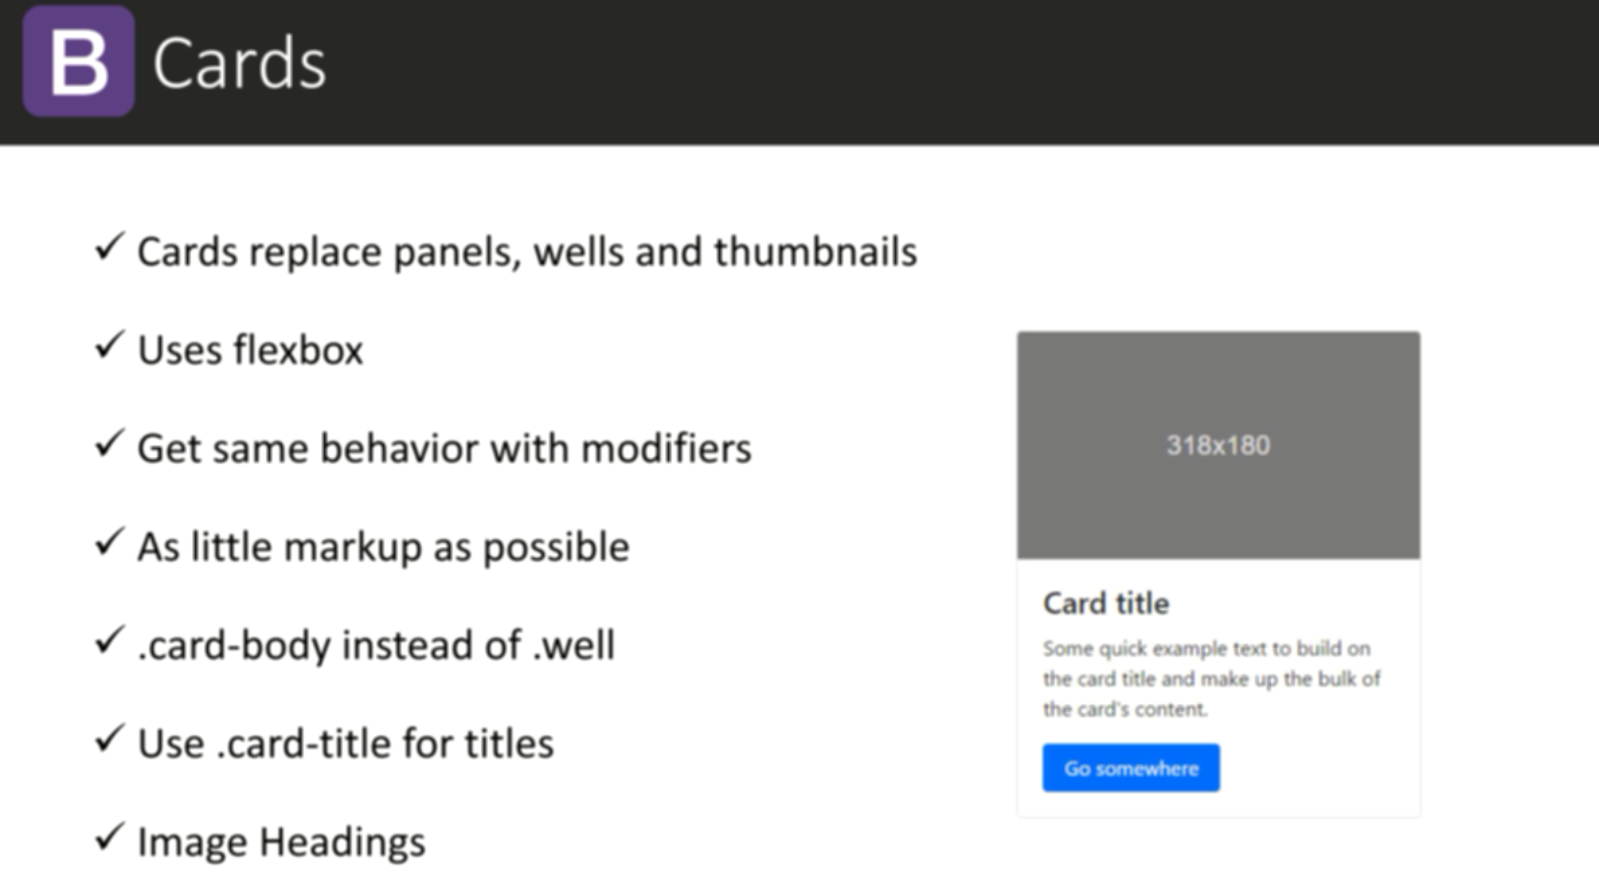 B Cards
Cards replace panels, wells and thumbnails
Uses flexbox
Get same behavior with modifiers
As little markup as possible
.card-body instead of .well
Use .card-title for titles
Image Headings
318x180
Card title
Some quick example text to build on
the card title and make up the bulk of
the card's content.
Go somewhere